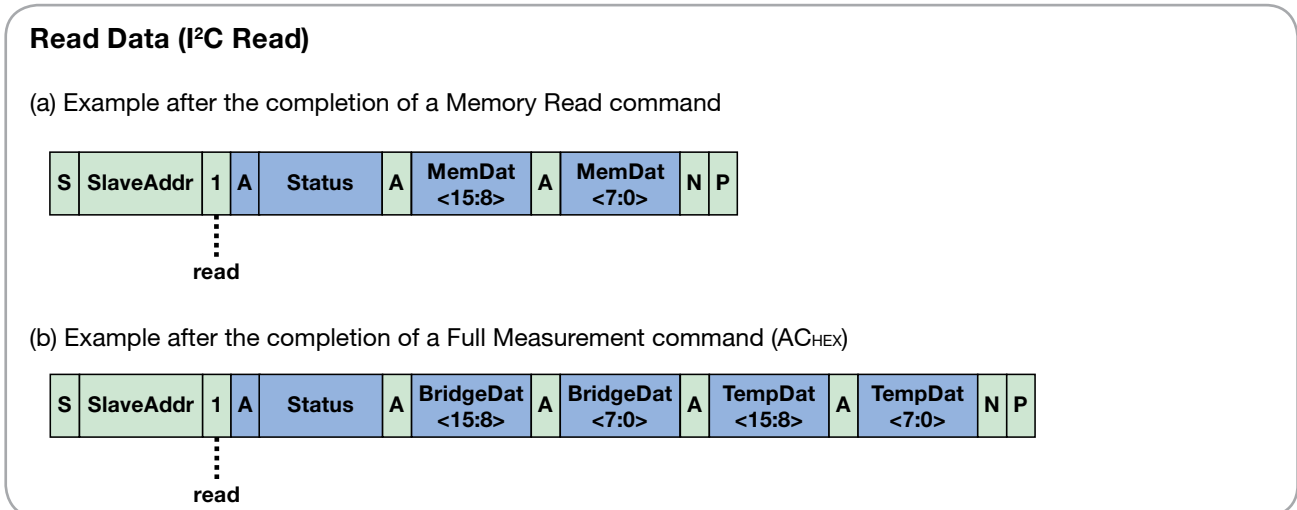 Read Data (I²C Read)
(a) Example after the completion of a Memory Read command
S SlaveAddr 1 A Status A MemDat <15:8> A MemDat <7:0> N P
read
(b) Example after the completion of a Full Measurement command (ACHEX)
S SlaveAddr 1 A Status A BridgeDat <15:8> A BridgeDat <7:0> A TempDat <15:8> A TempDat <7:0> N P
read